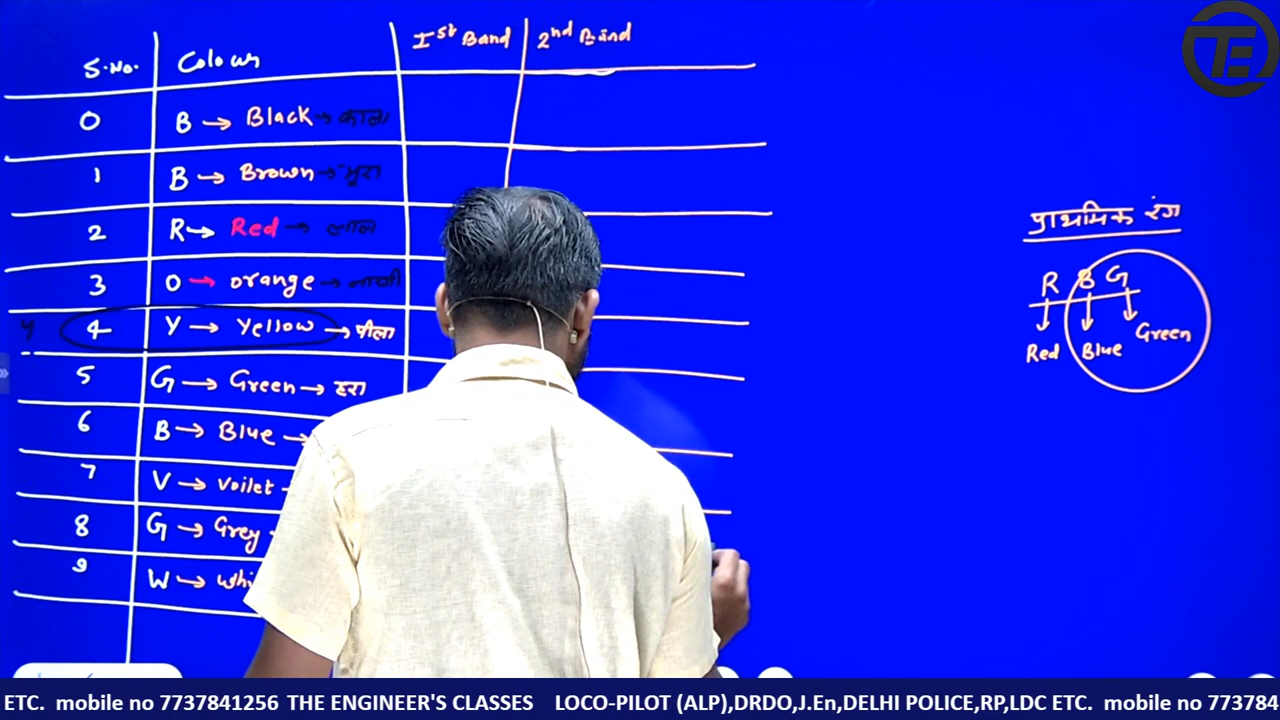 S.No. Colour Ist Band 2nd Band
0 B → Black → काला
1 B → Brown → भूरा
2 R → Red → लाल
3 O → orange →
4 Y → Yellow → पीला
5 G → Green → हरा
6 B → Blue →
7 V → Voilet
8 G → Grey
9 W → whi
प्राथमिक रंग
R B G
Red Blue Green
TE
ETC. mobile no 7737841256 THE ENGINEER'S CLASSES LOCO-PILOT (ALP),DRDO,J.En,DELHI POLICE,RP,LDC ETC. mobile no 773784